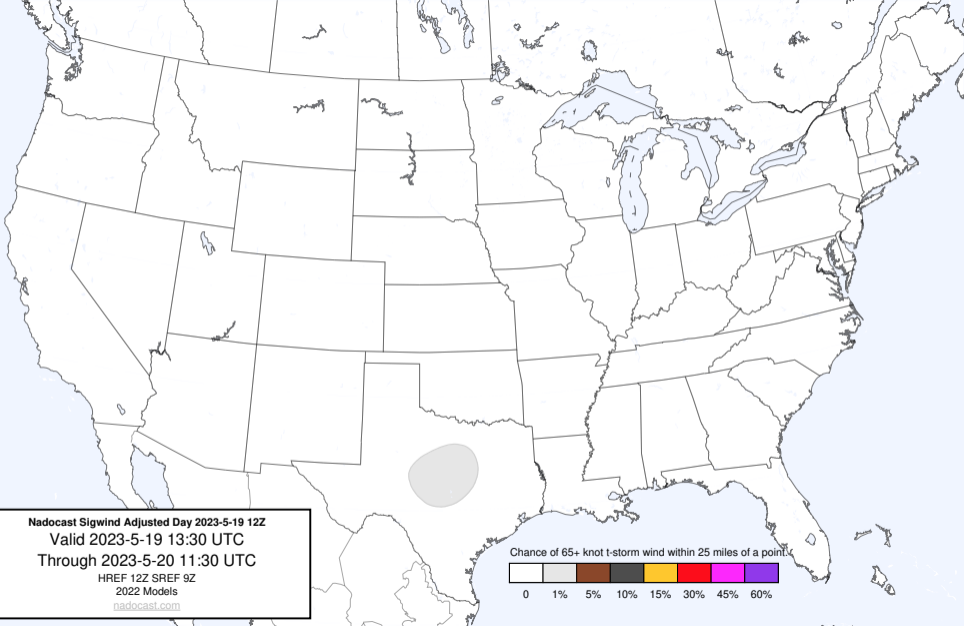 Nadocast Sigwind Adjusted Day 2023-5-19 12Z
Valid 2023-5-19 13:30 UTC
Through 2023-5-20 11:30 UTC
HREF 12Z SREF 9Z
2022 Models
nadocast.com
Chance of 65+ knot t-storm wind within 25 miles of a point.
0 1% 5% 10% 15% 30% 45% 60%